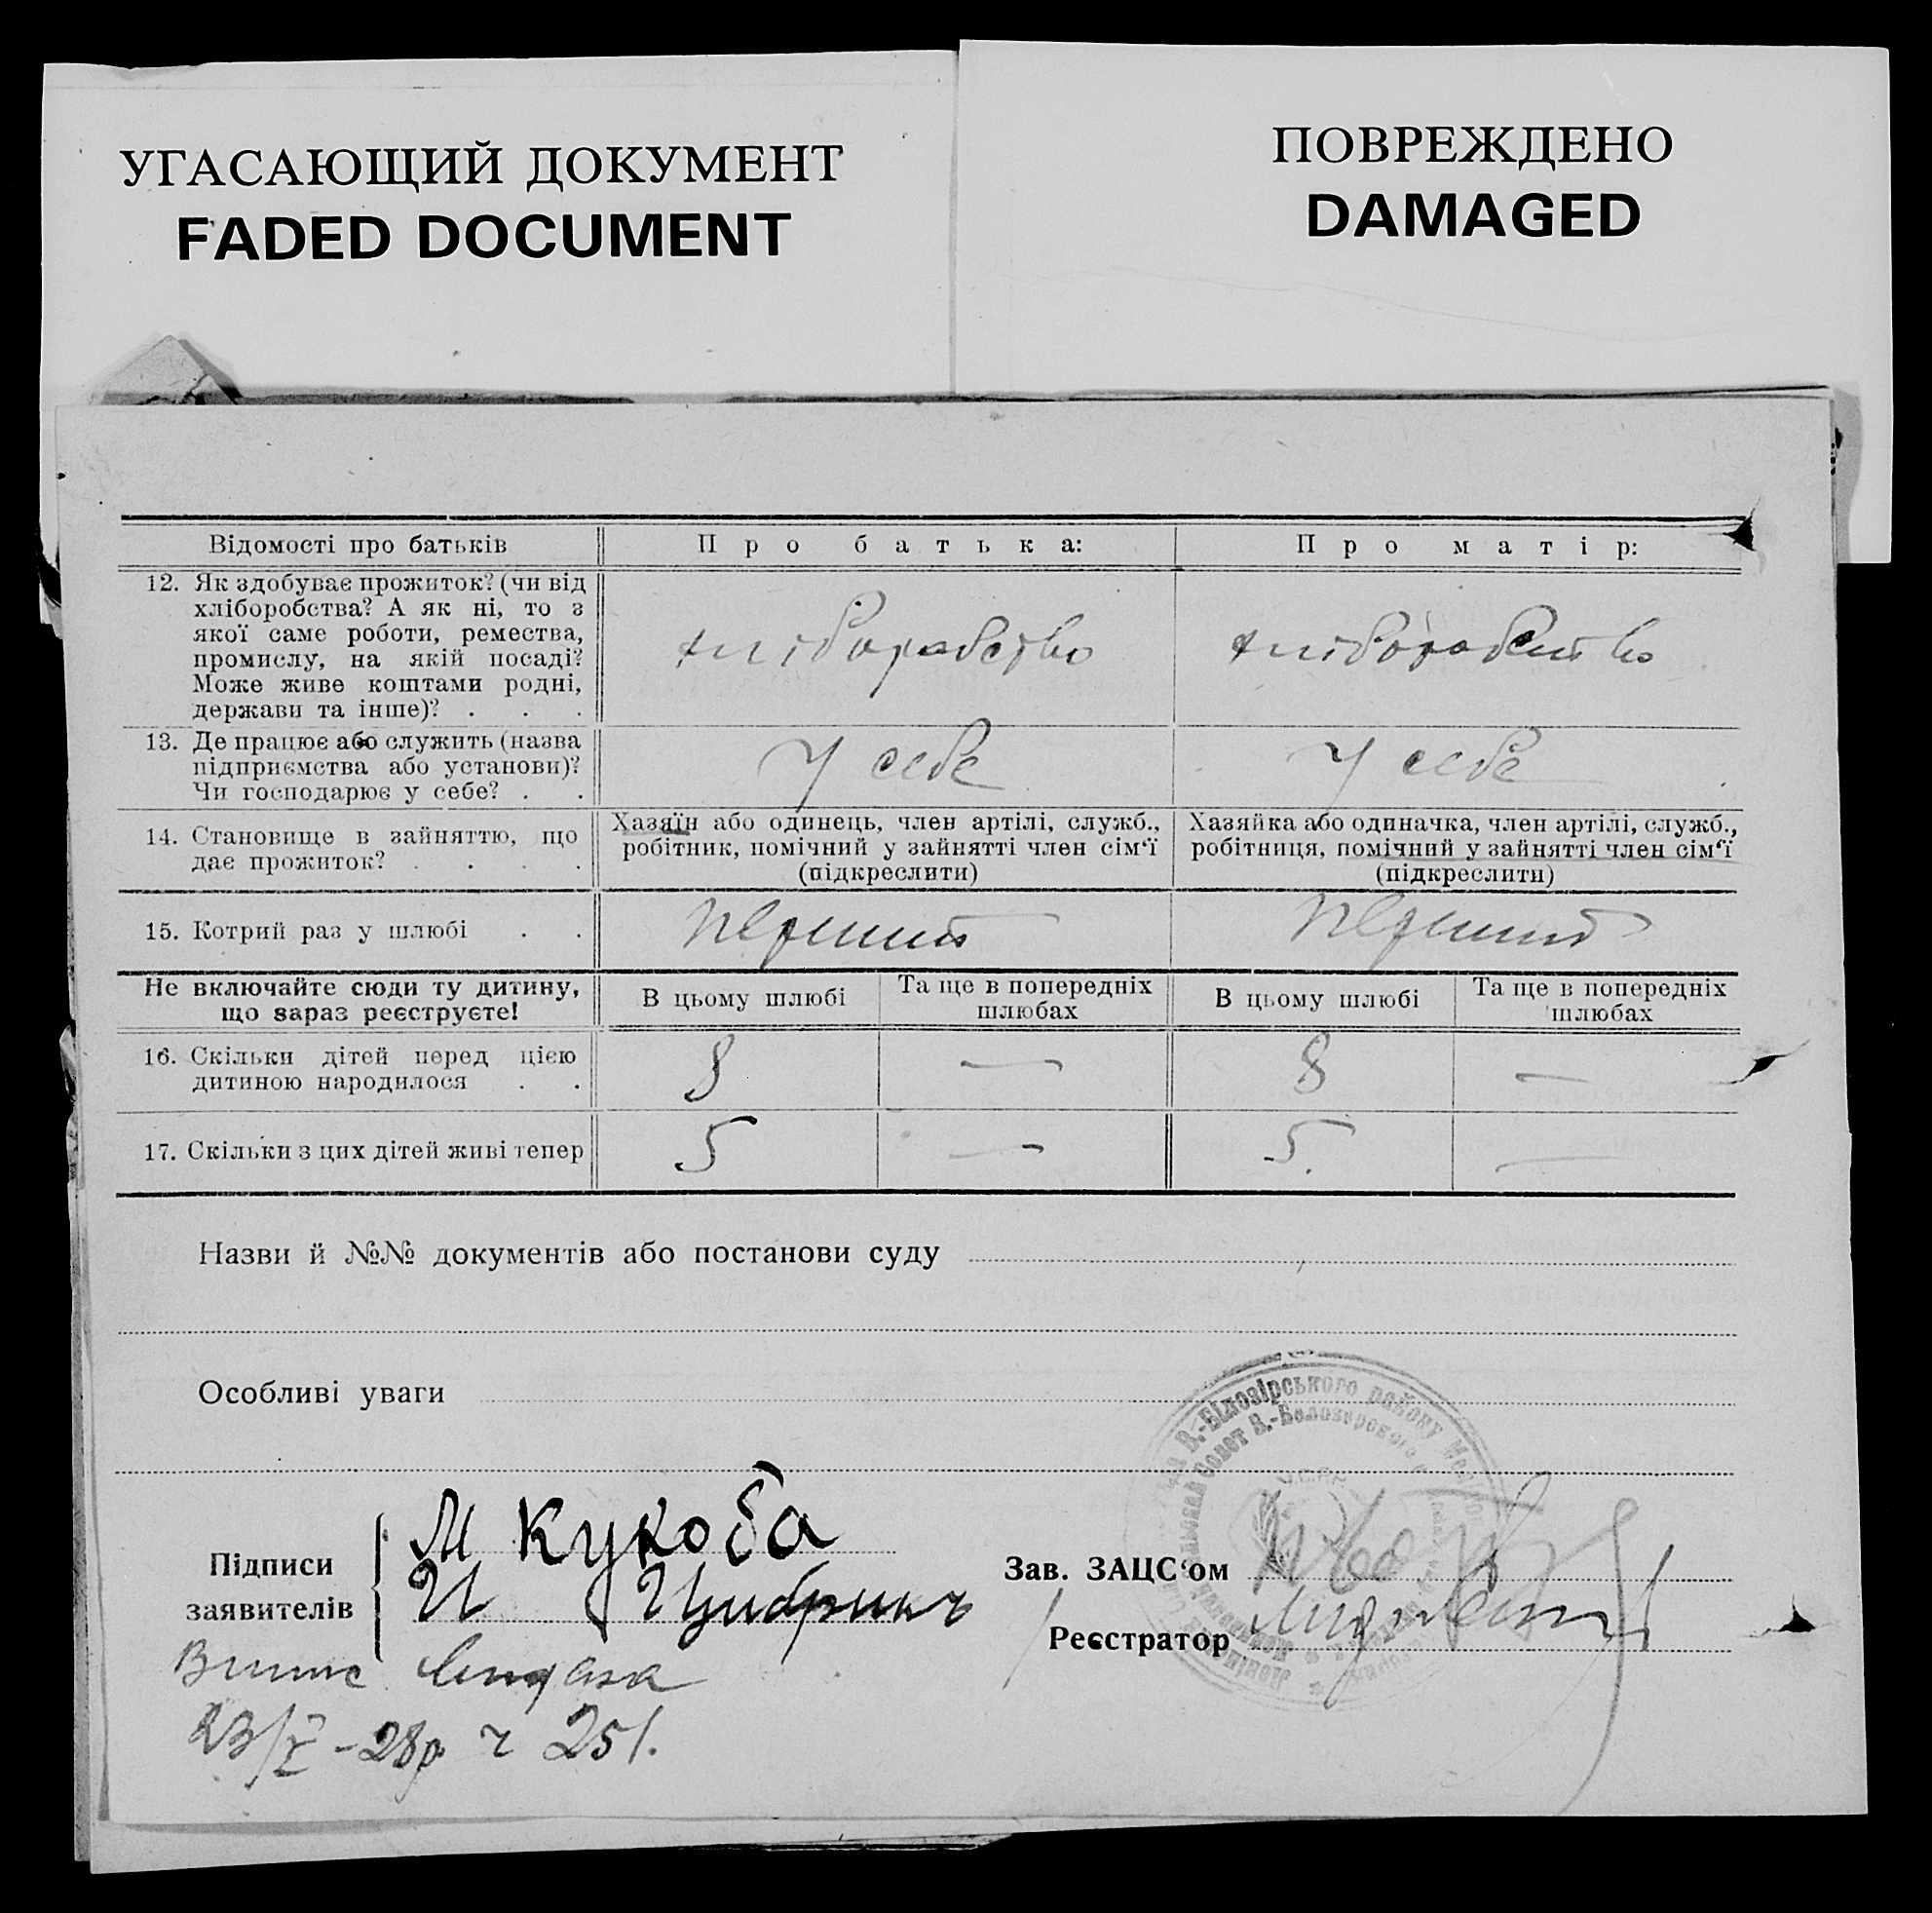 УГАСАЮЩИЙ ДОКУМЕНТ
FADED DOCUMENT
ПОВРЕЖДЕНО
DAMAGED
Відомості про батьків
Про батька:
Про матір:
12. Як здобуває прожиток? (чи від
хліборобства? А як ні, то з
якої саме роботи, ремества,
промислу, на якій посаді?
Може живе коштами родні,
держави та інше)? . . .
хліборобство
хліборобство
13. Де працює або служить (назва
підприємства або установи)?
Чи господарює у себе? . .
У себе
У себе
14. Становище в зайняттю, що
дає прожиток? . . . .
Хазяїн або одинець, член артілі, служб.,
робітник, помічний у зайнятті член сім‘ї
(підкреслити)
Хазяйка або одиначка, член артілі, служб.,
робітниця, помічний у зайнятті член сім‘ї
(підкреслити)
15. Котрий раз у шлюбі . .
перший
перший
Не включайте сюди ту дитину,
що зараз реєструєте!
В цьому шлюбі
Та ще в попередніх
шлюбах
В цьому шлюбі
Та ще в попередніх
шлюбах
16. Скільки дітей перед цією
дитиною народилося . .
8 — 8 —
17. Скільки з цих дітей живі тепер
5 — 5. —
Назви й №№ документів або постанови суду
Особливі уваги
В.-Білозірського району
В.-Белозерского
Підписи
заявителів
М Кукоба
И
Зав. ЗАЦС‘ом
Реєстратор
23/X - 28р. ч 251.